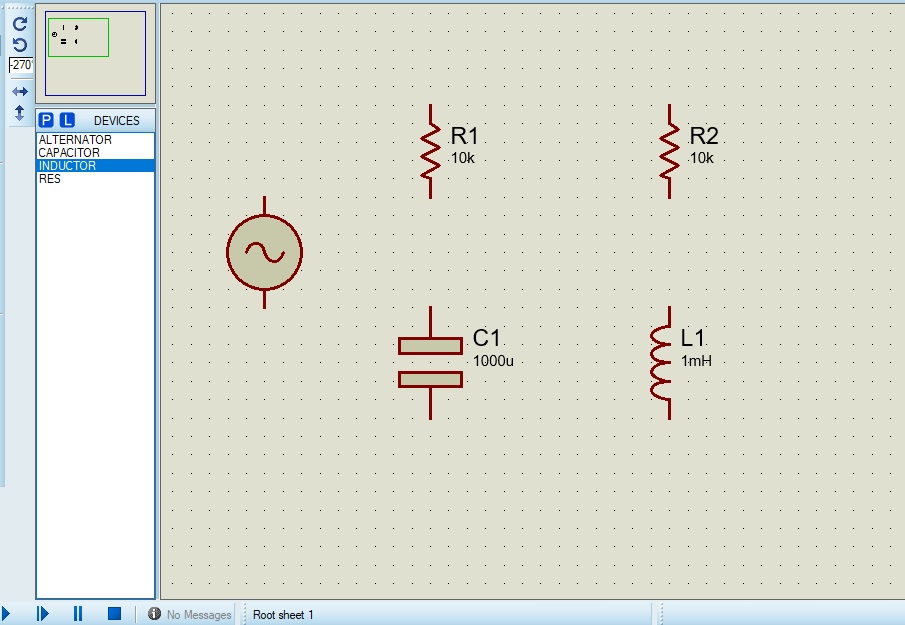 -270°
P L DEVICES
ALTERNATOR
CAPACITOR
INDUCTOR
RES
R1
10k
R2
10k
C1
1000u
L1
1mH
No Messages
Root sheet 1